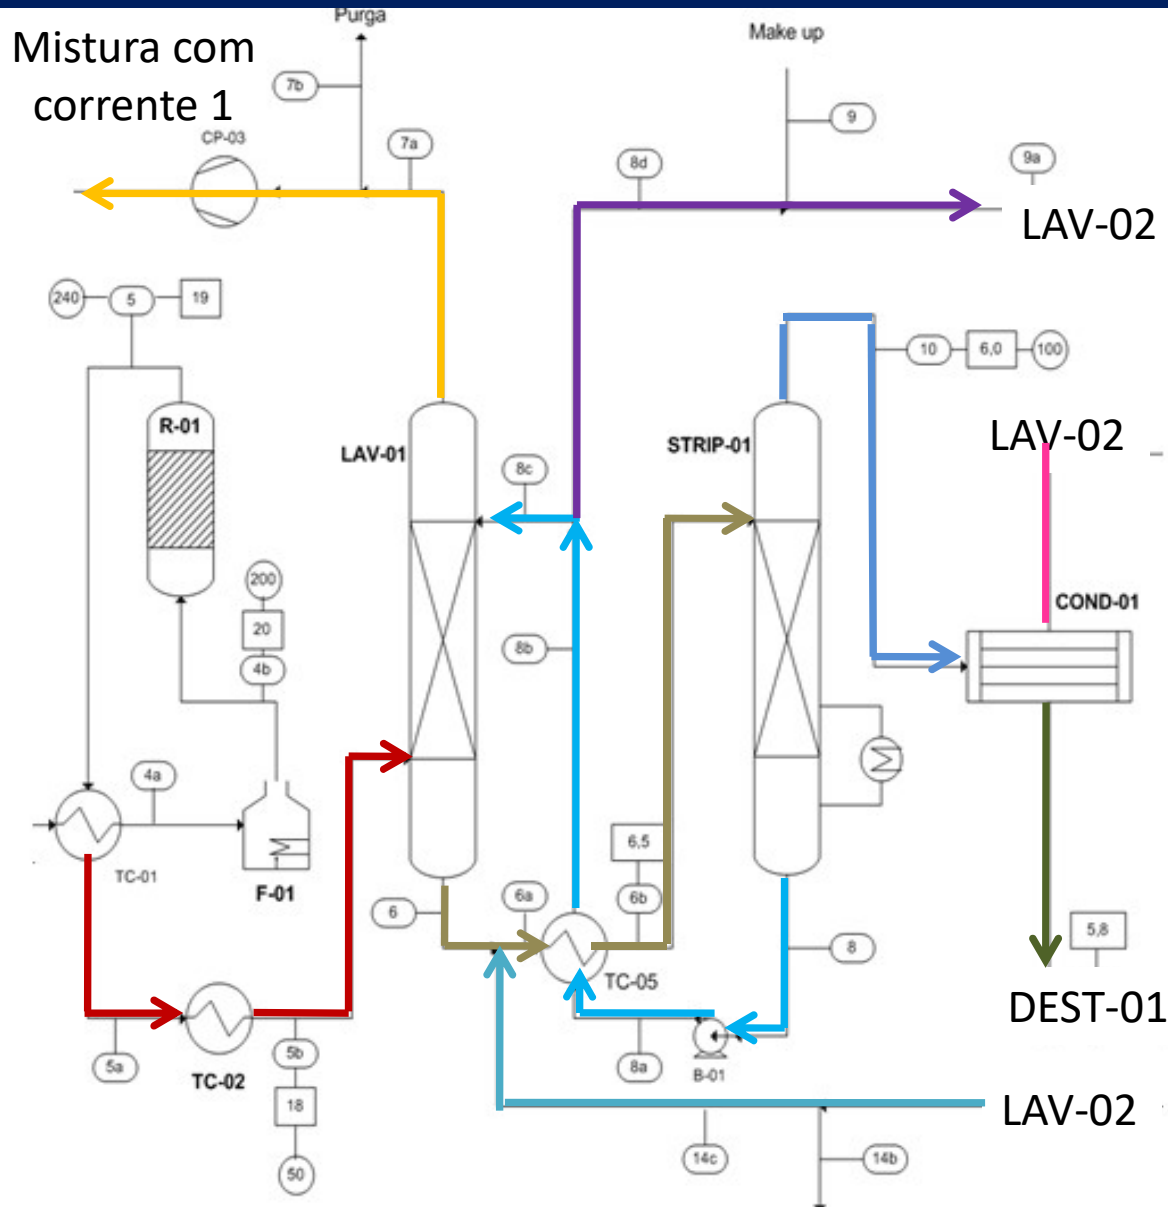 Purga
Mistura com
corrente 1
Make up
7b
9
CP-03
7a
8d
9a
LAV-02
240
5
19
10
6,0
100
R-01
LAV-01
STRIP-01
LAV-02
8c
200
20
4b
8b
COND-01
4a
6,5
TC-01
F-01
6
6a
6b
8
5,8
TC-05
DEST-01
5a
TC-02
5b
8a
B-01
18
LAV-02
50
14c
14b